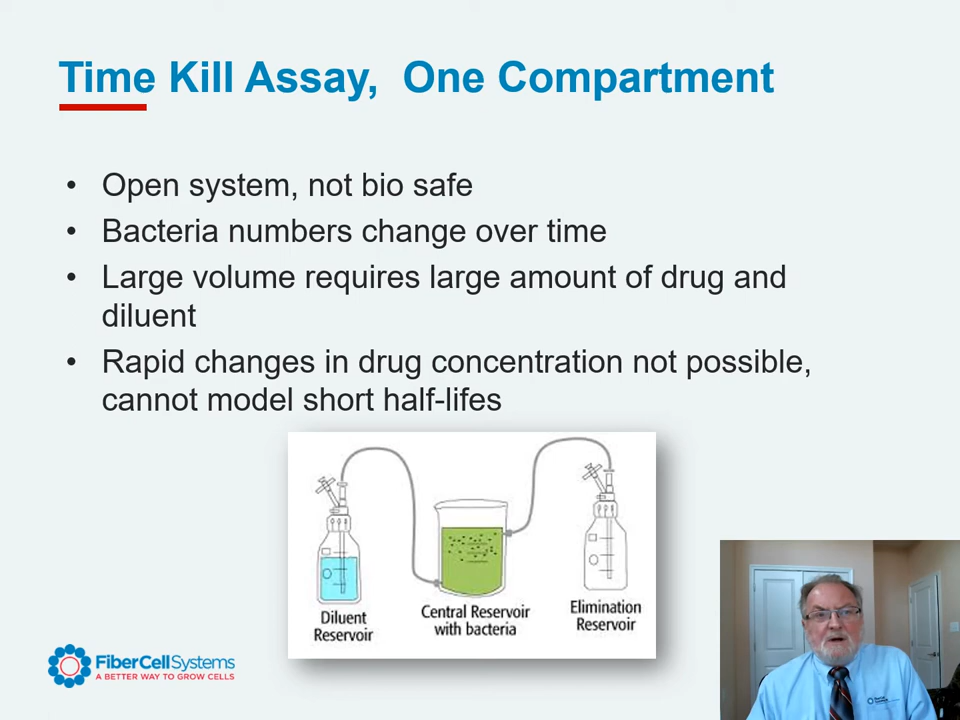 Time Kill Assay, One Compartment
• Open system, not bio safe
• Bacteria numbers change over time
• Large volume requires large amount of drug and
diluent
• Rapid changes in drug concentration not possible,
cannot model short half-lifes
Diluent
Reservoir
Central Reservoir
with bacteria
Elimination
Reservoir
FiberCellSystems
A BETTER WAY TO GROW CELLS